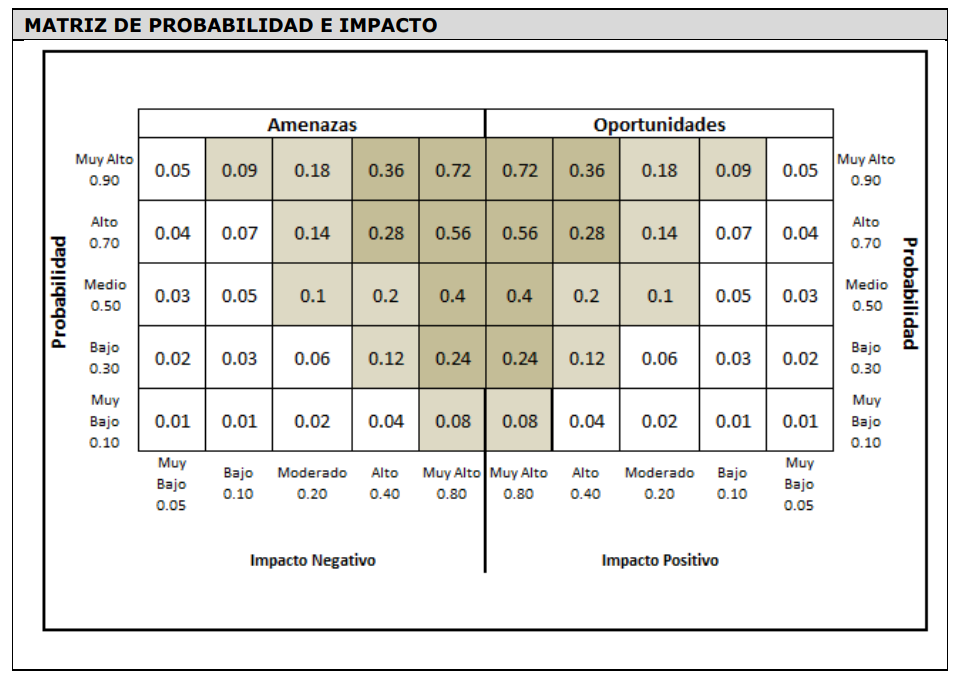 MATRIZ DE PROBABILIDAD E IMPACTO
Amenazas Oportunidades
Muy Alto
0.90 0.05 0.09 0.18 0.36 0.72 0.72 0.36 0.18 0.09 0.05 Muy Alto
0.90
Alto
0.70 0.04 0.07 0.14 0.28 0.56 0.56 0.28 0.14 0.07 0.04 Alto
0.70
Probabilidad
Medio
0.50 0.03 0.05 0.1 0.2 0.4 0.4 0.2 0.1 0.05 0.03 Medio
0.50
Probabilidad
Bajo
0.30 0.02 0.03 0.06 0.12 0.24 0.24 0.12 0.06 0.03 0.02 Bajo
0.30
Muy
Bajo
0.10 0.01 0.01 0.02 0.04 0.08 0.08 0.04 0.02 0.01 0.01 Muy
Bajo
0.10
Muy
Bajo
0.05 Bajo
0.10 Moderado
0.20 Alto
0.40 Muy Alto
0.80 Muy Alto
0.80 Alto
0.40 Moderado
0.20 Bajo
0.10 Muy
Bajo
0.05
Impacto Negativo Impacto Positivo